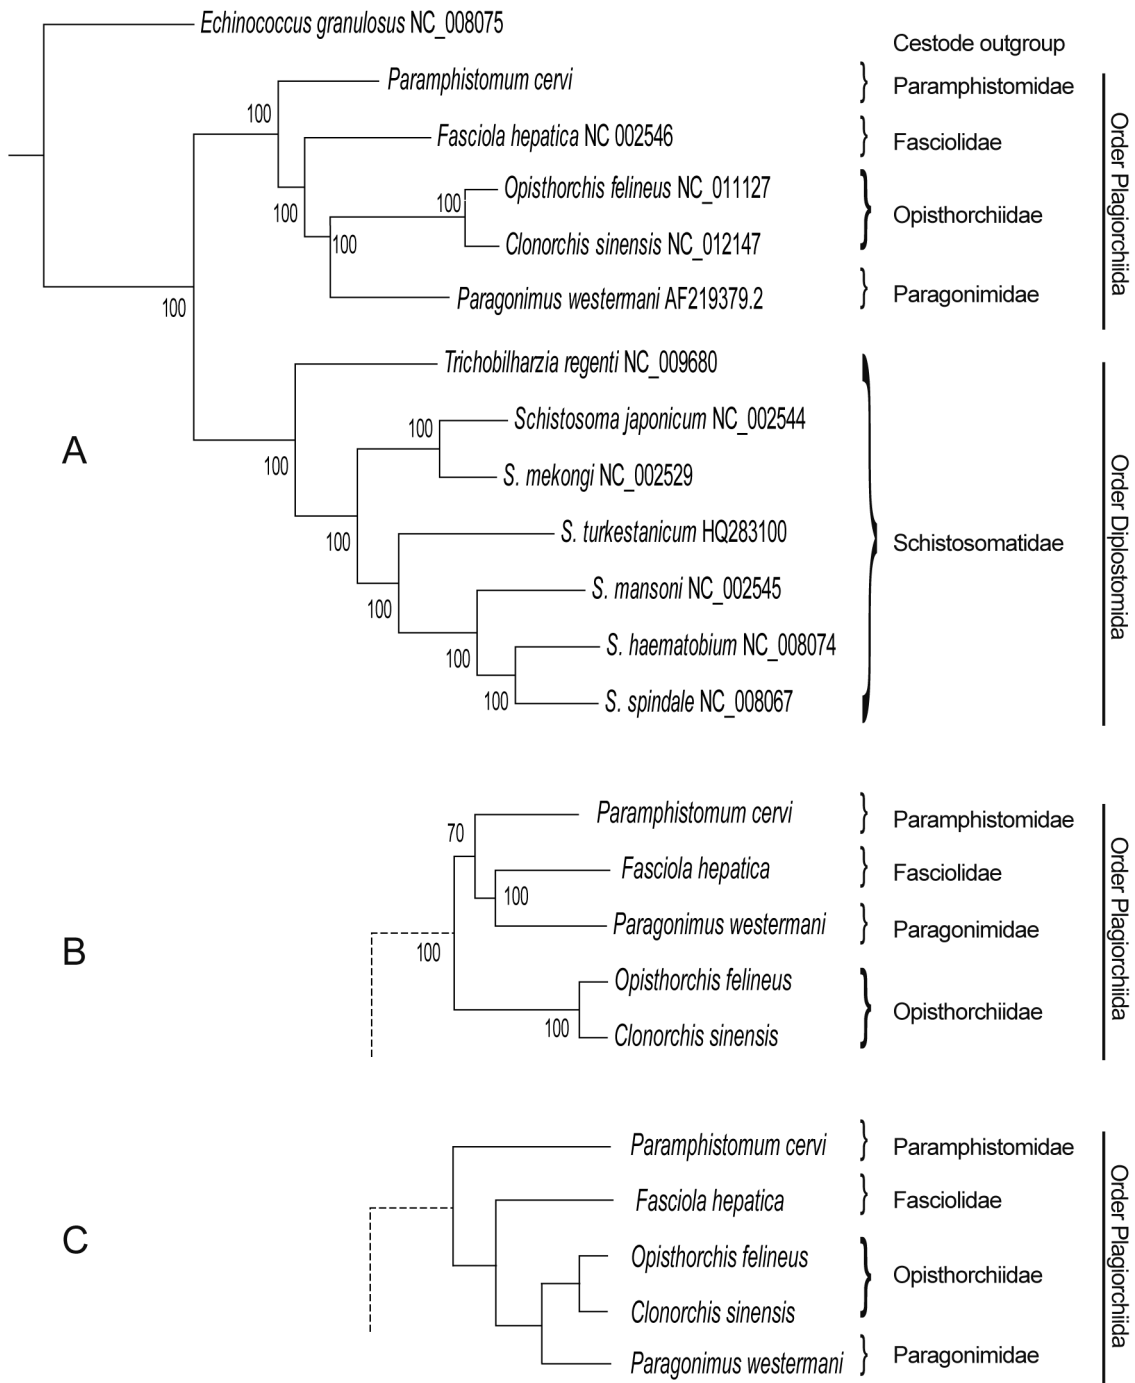 Echinococcus granulosus NC_008075
Cestode outgroup
Paramphistomum cervi } Paramphistomidae
100
Fasciola hepatica NC 002546 } Fasciolidae
100
Opisthorchis felineus NC_011127
100
} Opisthorchiidae
Clonorchis sinensis NC_012147
100
Paragonimus westermani AF219379.2 } Paragonimidae
Order Plagiorchiida
100
Trichobilharzia regenti NC_009680
A
100
Schistosoma japonicum NC_002544
100
S. mekongi NC_002529
100
S. turkestanicum HQ283100
} Schistosomatidae
Order Diplostomida
100
S. mansoni NC_002545
100
S. haematobium NC_008074
100
S. spindale NC_008067
Paramphistomum cervi } Paramphistomidae
70
Fasciola hepatica } Fasciolidae
100
Paragonimus westermani } Paragonimidae
B
100
Opisthorchis felineus
} Opisthorchiidae
100
Clonorchis sinensis
Order Plagiorchiida
Paramphistomum cervi } Paramphistomidae
Fasciola hepatica } Fasciolidae
C
Opisthorchis felineus
} Opisthorchiidae
Clonorchis sinensis
Paragonimus westermani } Paragonimidae
Order Plagiorchiida